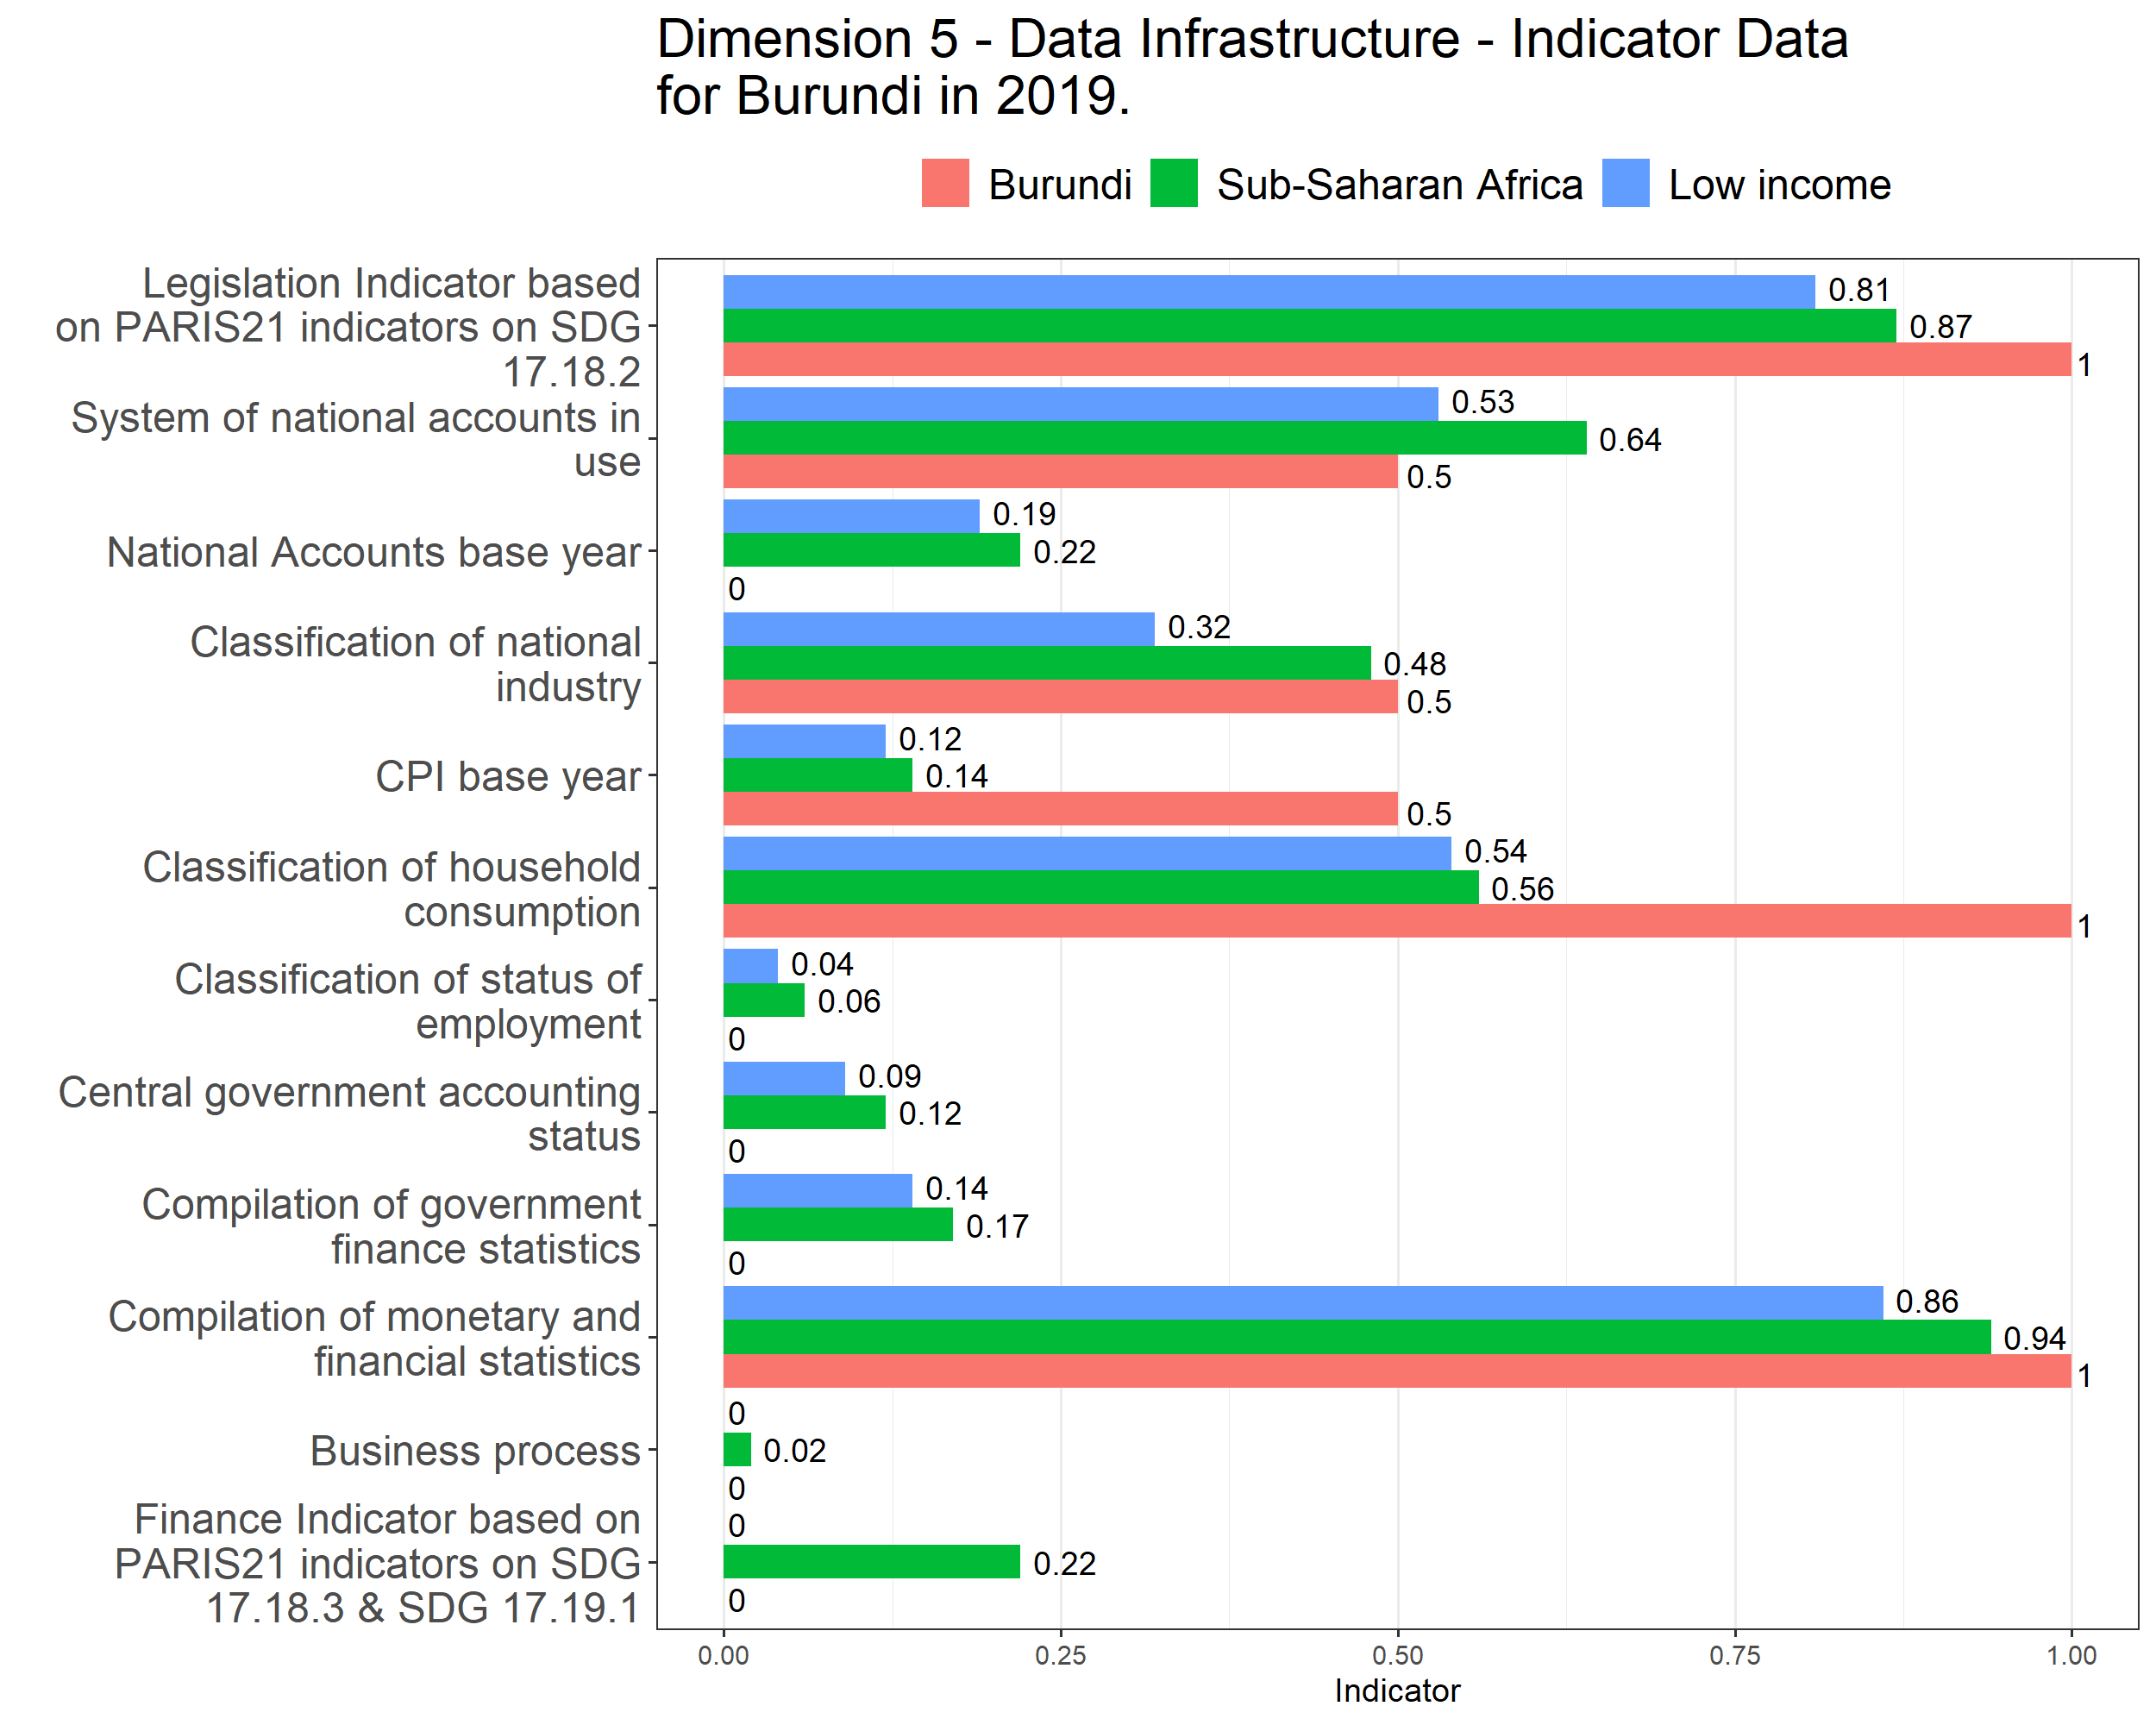 Dimension 5 - Data Infrastructure - Indicator Data
for Burundi in 2019.
Burundi Sub-Saharan Africa Low income
Legislation Indicator based
on PARIS21 indicators on SDG
17.18.2
0.81
0.87
1
System of national accounts in
use
0.53
0.64
0.5
National Accounts base year
0.19
0.22
0
Classification of national
industry
0.32
0.48
0.5
CPI base year
0.12
0.14
0.5
Classification of household
consumption
0.54
0.56
1
Classification of status of
employment
0.04
0.06
0
Central government accounting
status
0.09
0.12
0
Compilation of government
finance statistics
0.14
0.17
0
Compilation of monetary and
financial statistics
0.86
0.94
1
Business process
0
0.02
0
Finance Indicator based on
PARIS21 indicators on SDG
17.18.3 & SDG 17.19.1
0
0.22
0
0.00 0.25 0.50 0.75 1.00
Indicator